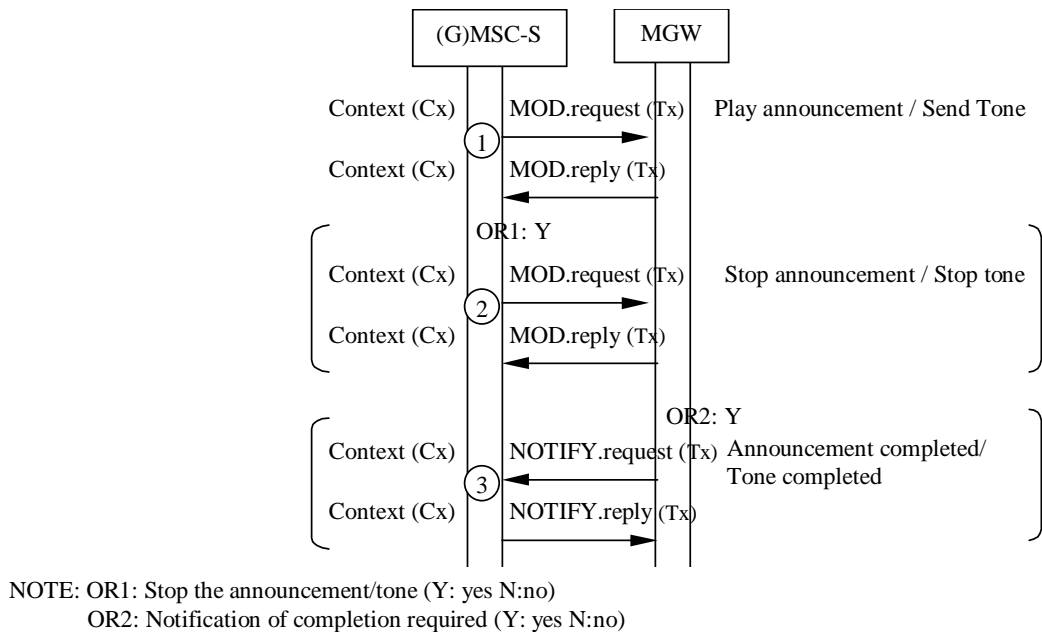 (G)MSC-S MGW
Context (Cx) MOD.request (Tx) Play announcement / Send Tone
1
Context (Cx) MOD.reply (Tx)
OR1: Y
Context (Cx) MOD.request (Tx) Stop announcement / Stop tone
2
Context (Cx) MOD.reply (Tx)
OR2: Y
Context (Cx) NOTIFY.request (Tx) Announcement completed/
3 Tone completed
Context (Cx) NOTIFY.reply (Tx)
NOTE: OR1: Stop the announcement/tone (Y: yes N:no)
OR2: Notification of completion required (Y: yes N:no)